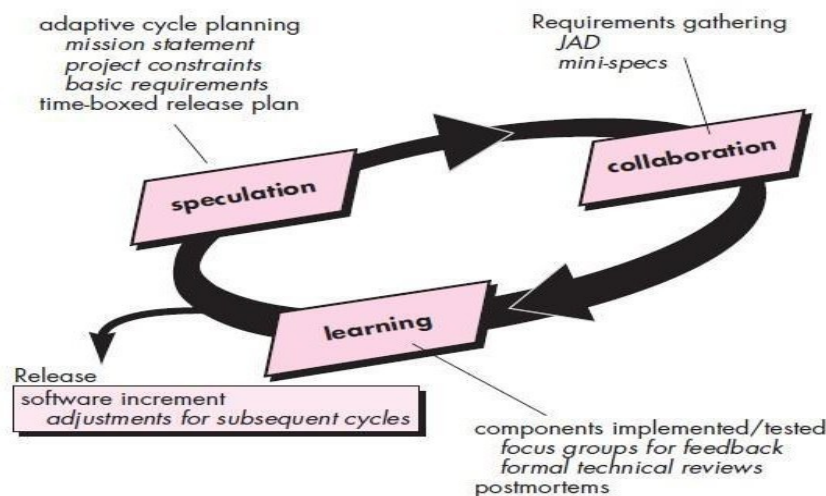 adaptive cycle planning
mission statement
project constraints
basic requirements
time-boxed release plan
Requirements gathering
JAD
mini-specs
speculation
collaboration
learning
Release
software increment
adjustments for subsequent cycles
components implemented/tested
focus groups for feedback
formal technical reviews
postmortems